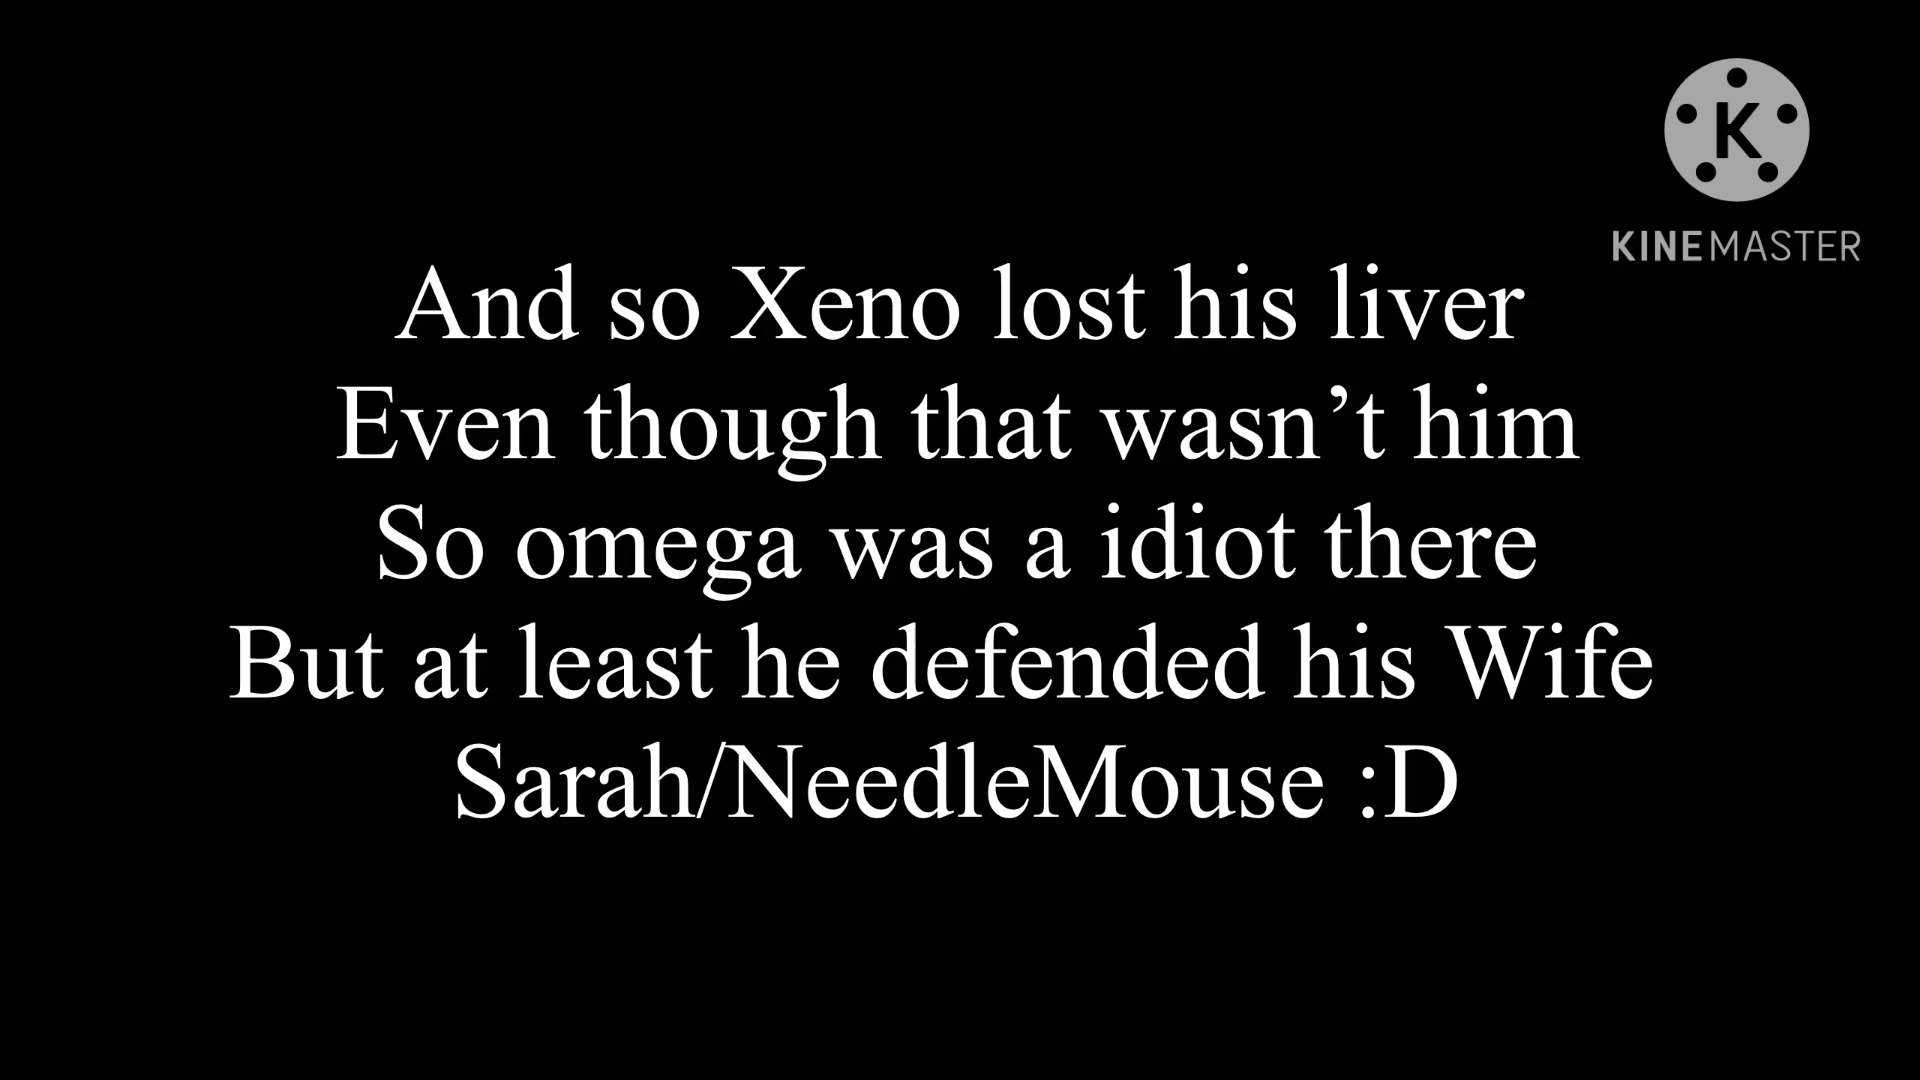 K
KINEMASTER
And so Xeno lost his liver
Even though that wasn’t him
So omega was a idiot there
But at least he defended his Wife
Sarah/NeedleMouse :D